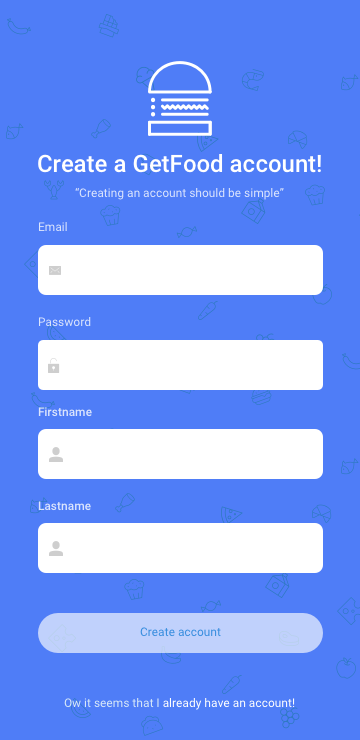 Create a GetFood account!
“Creating an account should be simple”
Email
Password
Firstname
Lastname
Create account
Ow it seems that I already have an account!